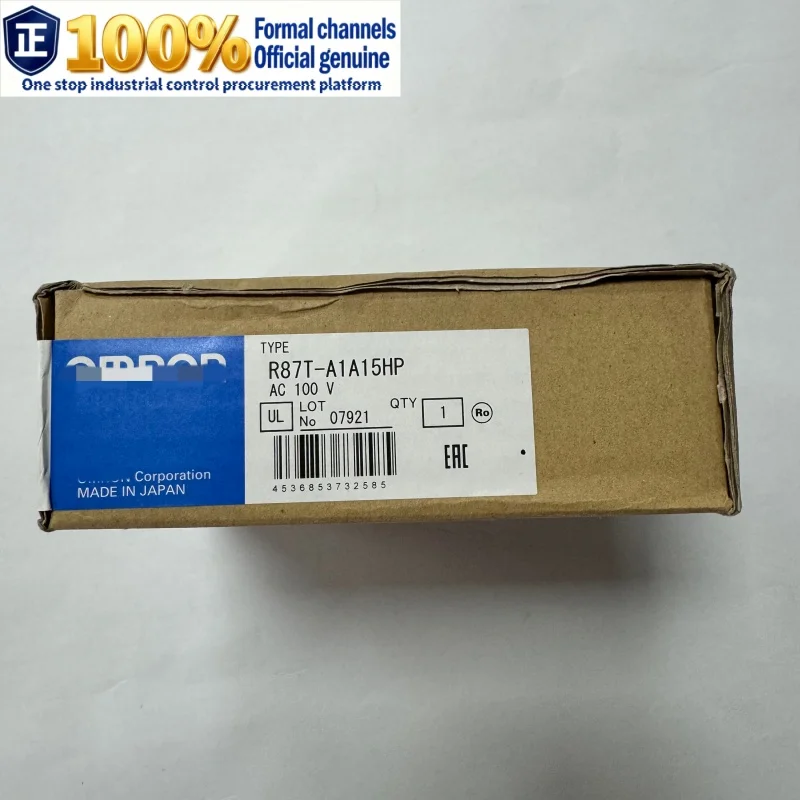 正
100%
Formal channels
Official genuine
One stop industrial control procurement platform
TYPE
R87T-A1A15HP
AC 100 V
UL
LOT
No 07921
QTY
1
Ro
4536853732585
EAC
Corporation
MADE IN JAPAN